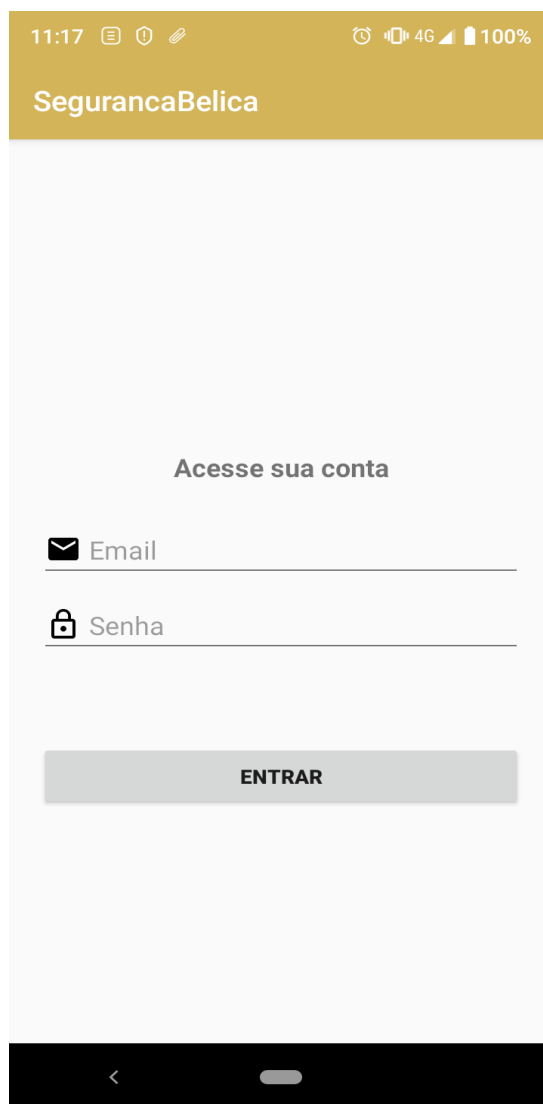 11:17 4G 100%
SegurancaBelica
Acesse sua conta
Email
Senha
ENTRAR